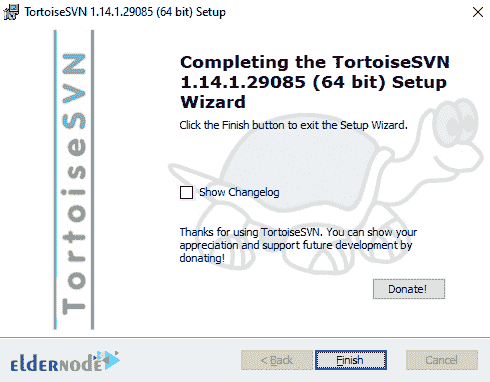 TortoiseSVN 1.14.1.29085 (64 bit) Setup
TortoiseSVN
Completing the TortoiseSVN
1.14.1.29085 (64 bit) Setup
Wizard
Click the Finish button to exit the Setup Wizard.
Show Changelog
Thanks for using TortoiseSVN. You can show your
appreciation and support future development by
donating!
Donate!
eldernode
< Back
Finish
Cancel